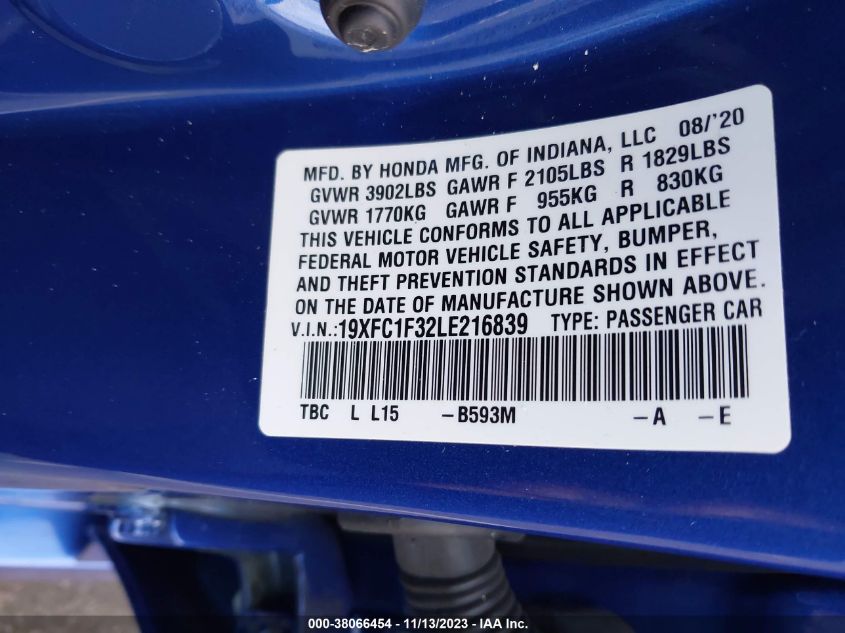 MFD. BY HONDA MFG. OF INDIANA, LLC 08/'20
GVWR 3902LBS GAWR F 2105LBS R 1829LBS
GVWR 1770KG GAWR F 955KG R 830KG
THIS VEHICLE CONFORMS TO ALL APPLICABLE
FEDERAL MOTOR VEHICLE SAFETY, BUMPER,
AND THEFT PREVENTION STANDARDS IN EFFECT
ON THE DATE OF MANUFACTURE SHOWN ABOVE.
V.I.N.:19XFC1F32LE216839 TYPE: PASSENGER CAR
TBC L L15 -B593M -A -E
000-38066454 - 11/13/2023 - IAA Inc.